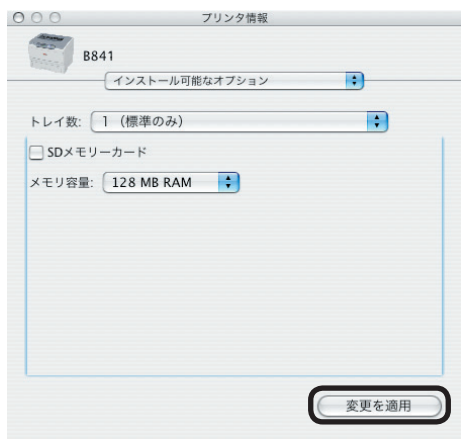 プリンタ情報
B841
インストール可能なオプション
トレイ数: 1 (標準のみ)
SDメモリーカード
メモリ容量: 128 MB RAM
変更を適用